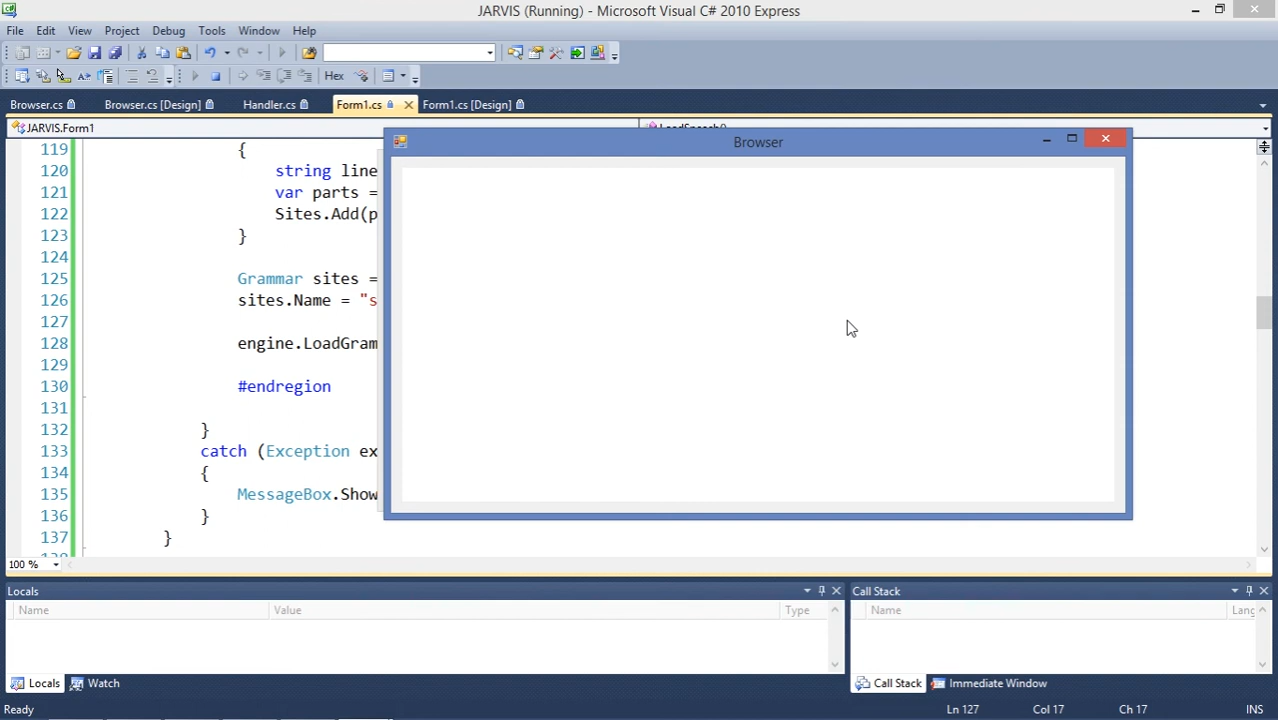 JARVIS (Running) - Microsoft Visual C# 2010 Express
File Edit View Project Debug Tools Window Help
Hex
Browser.cs Browser.cs [Design] Handler.cs Form1.cs Form1.cs [Design]
JARVIS.Form1 LoadSpeech()
Browser
119 {
120 string line
121 var parts =
122 Sites.Add(p
123 }
124
125 Grammar sites =
126 sites.Name = "s
127
128 engine.LoadGram
129
130 #endregion
131
132 }
133 catch (Exception ex
134 {
135 MessageBox.Show
136 }
137 }
100 %
Locals Call Stack
Name Value Type Name Lang
Locals Watch Call Stack Immediate Window
Ready Ln 127 Col 17 Ch 17 INS